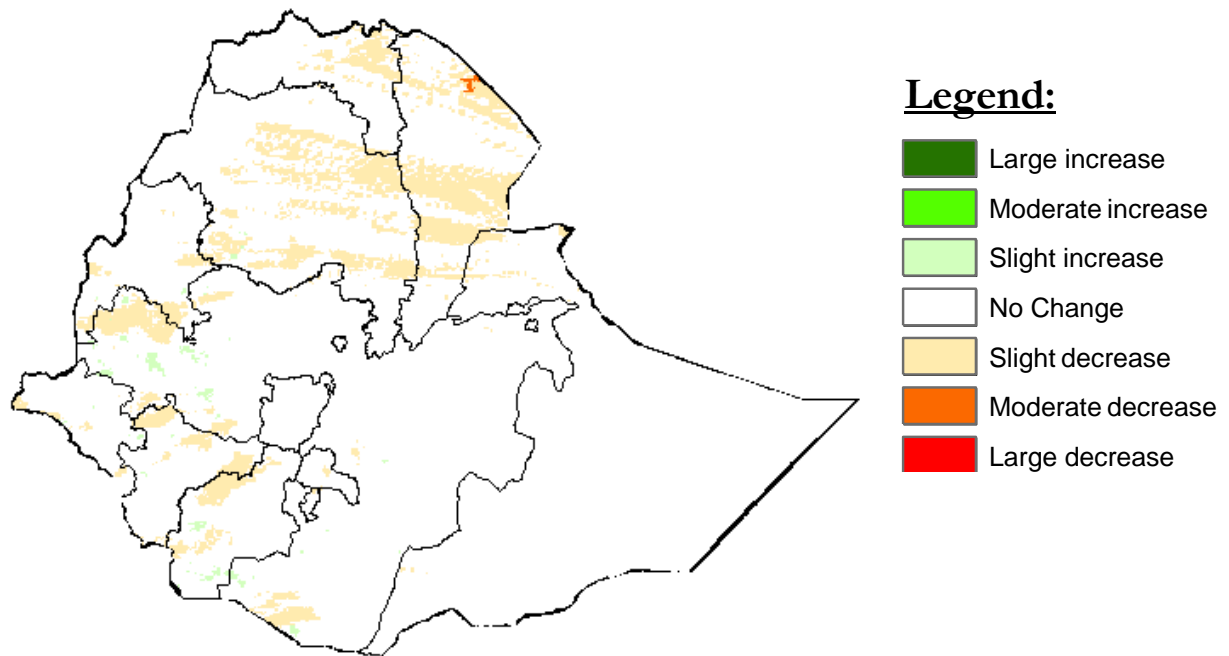 Legend:
Large increase
Moderate increase
Slight increase
No Change
Slight decrease
Moderate decrease
Large decrease